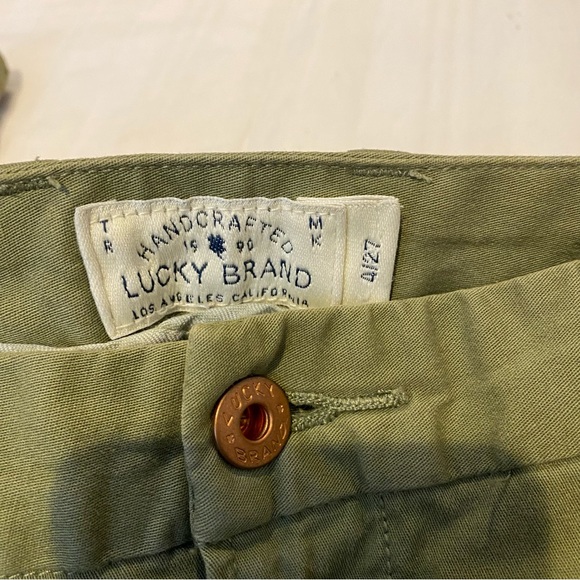 HANDCRAFTED
TR MK
19 90
LUCKY BRAND
LOS ANGELES CALIFORNIA
4/27
LUCKY
BRAND